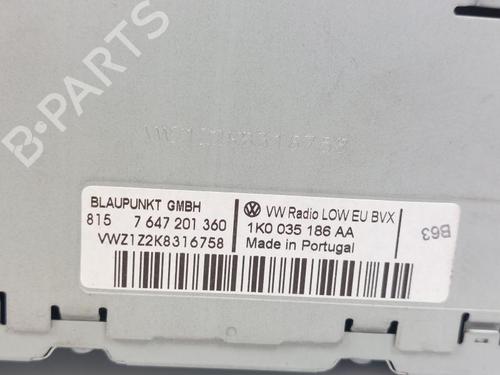 B-PARTS
VWZ1Z2K8316758
BLAUPUNKT GMBH
815 7 647 201 360
VWZ1Z2K8316758
VW Radio LOW EU BVX
1K0 035 186 AA
Made in Portugal
B63